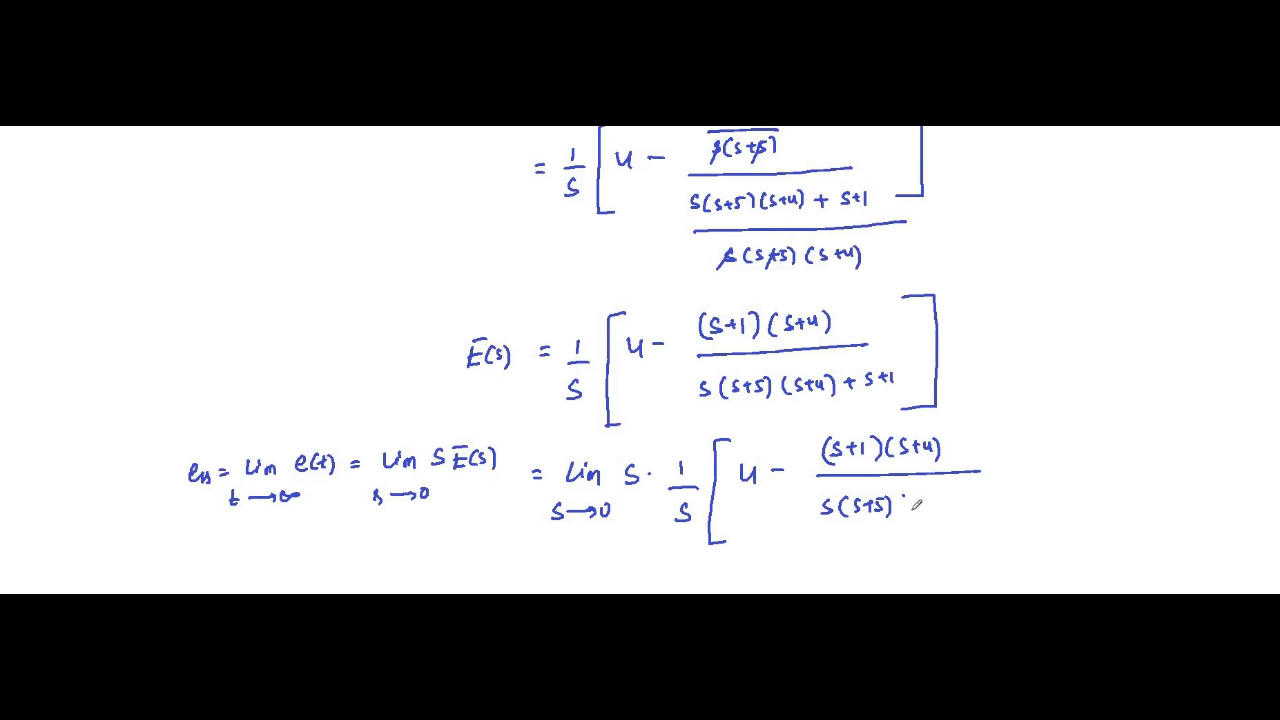 = 1/s [ 4 - (s(s+5)) / (s(s+5)(s+4) + s+1) / (s(s+5)(s+4)) ]
E(s) = 1/s [ 4 - (s+1)(s+4) / (s(s+5)(s+4) + s+1) ]
ess = Lim t→∞ e(t) = Lim s→0 s E(s) = Lim s→0 s · 1/s [ 4 - (s+1)(s+4) / s(s+5)